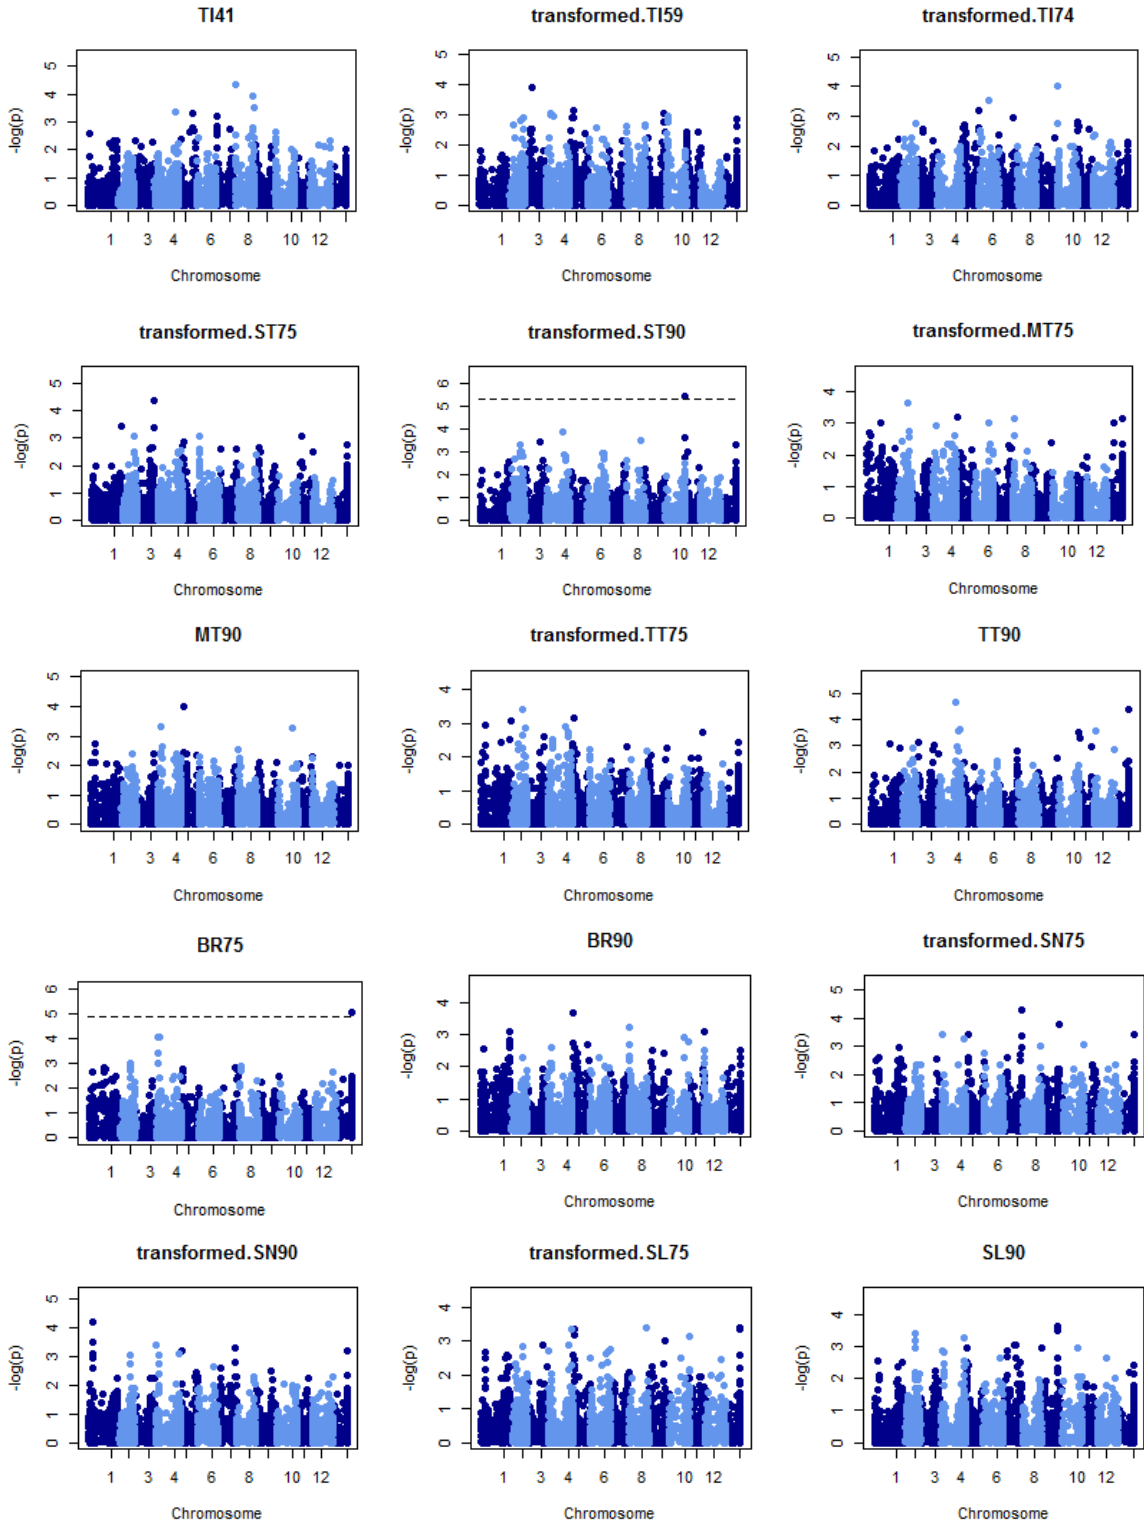 TI41
transformed.TI59
transformed.TI74
-log(p)
0 1 2 3 4 5
1 3 4 6 8 10 12
Chromosome
-log(p)
0 1 2 3 4 5
1 3 4 6 8 10 12
Chromosome
-log(p)
0 1 2 3 4 5
1 3 4 6 8 10 12
Chromosome
transformed.ST75
transformed.ST90
transformed.MT75
-log(p)
0 1 2 3 4 5
1 3 4 6 8 10 12
Chromosome
-log(p)
0 1 2 3 4 5 6
1 3 4 6 8 10 12
Chromosome
-log(p)
0 1 2 3 4
1 3 4 6 8 10 12
Chromosome
MT90
transformed.TT75
TT90
-log(p)
0 1 2 3 4 5
1 3 4 6 8 10 12
Chromosome
-log(p)
0 1 2 3 4
1 3 4 6 8 10 12
Chromosome
-log(p)
0 1 2 3 4 5
1 3 4 6 8 10 12
Chromosome
BR75
BR90
transformed.SN75
-log(p)
0 1 2 3 4 5 6
1 3 4 6 8 10 12
Chromosome
-log(p)
0 1 2 3 4
1 3 4 6 8 10 12
Chromosome
-log(p)
0 1 2 3 4 5
1 3 4 6 8 10 12
Chromosome
transformed.SN90
transformed.SL75
SL90
-log(p)
0 1 2 3 4 5
1 3 4 6 8 10 12
Chromosome
-log(p)
0 1 2 3 4
1 3 4 6 8 10 12
Chromosome
-log(p)
0 1 2 3 4
1 3 4 6 8 10 12
Chromosome